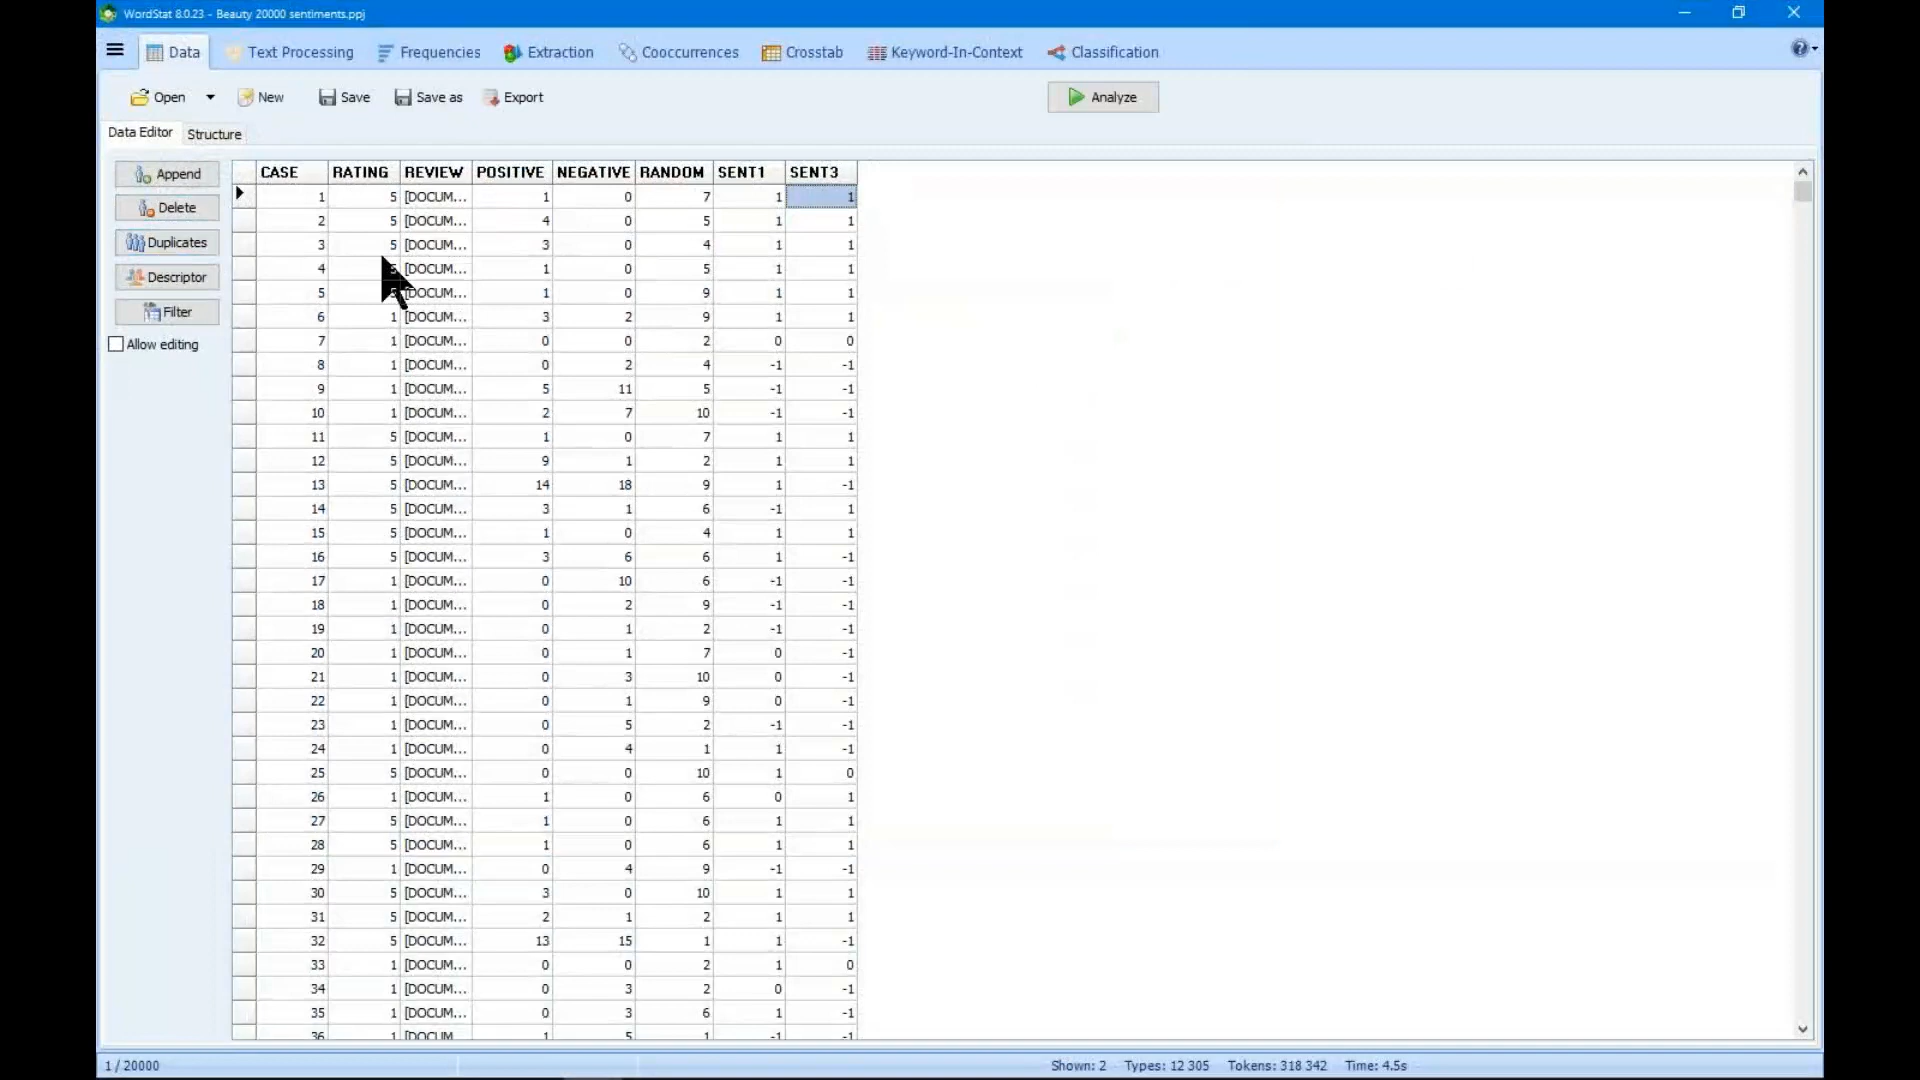 WordStat 8.0.23 - Beauty 20000 sentiments.ppj
Data Text Processing Frequencies Extraction Cooccurrences Crosstab Keyword-In-Context Classification
Open New Save Save as Export Analyze
Data Editor Structure
Append
Delete
Duplicates
Descriptor
Filter
Allow editing
CASE RATING REVIEW POSITIVE NEGATIVE RANDOM SENT1 SENT3
1 5 [DOCUM... 1 0 7 1 1
2 5 [DOCUM... 4 0 5 1 1
3 5 [DOCUM... 3 0 4 1 1
4 5 [DOCUM... 1 0 5 1 1
5 [DOCUM... 1 0 9 1 1
6 1 [DOCUM... 3 2 9 1 1
7 1 [DOCUM... 0 0 2 0 0
8 1 [DOCUM... 0 2 4 -1 -1
9 1 [DOCUM... 5 11 5 -1 -1
10 1 [DOCUM... 2 7 10 -1 -1
11 5 [DOCUM... 1 0 7 1 1
12 5 [DOCUM... 9 1 2 1 1
13 5 [DOCUM... 14 18 9 1 -1
14 5 [DOCUM... 3 1 6 -1 1
15 5 [DOCUM... 1 0 4 1 1
16 5 [DOCUM... 3 6 6 1 -1
17 1 [DOCUM... 0 10 6 -1 -1
18 1 [DOCUM... 0 2 9 -1 -1
19 1 [DOCUM... 0 1 2 -1 -1
20 1 [DOCUM... 0 1 7 0 -1
21 1 [DOCUM... 0 3 10 0 -1
22 1 [DOCUM... 0 1 9 0 -1
23 1 [DOCUM... 0 5 2 -1 -1
24 1 [DOCUM... 0 4 1 1 -1
25 5 [DOCUM... 0 0 10 1 0
26 1 [DOCUM... 1 0 6 0 1
27 5 [DOCUM... 1 0 6 1 1
28 5 [DOCUM... 1 0 6 1 1
29 1 [DOCUM... 0 4 9 -1 -1
30 5 [DOCUM... 3 0 10 1 1
31 5 [DOCUM... 2 1 2 1 1
32 5 [DOCUM... 13 15 1 1 -1
33 1 [DOCUM... 0 0 2 1 0
34 1 [DOCUM... 0 3 2 0 -1
35 1 [DOCUM... 0 3 6 1 -1
36 1 [DOCUM 1 5 1 -1 -1
1 / 20000 Shown: 2 Types: 12 305 Tokens: 318 342 Time: 4.5s